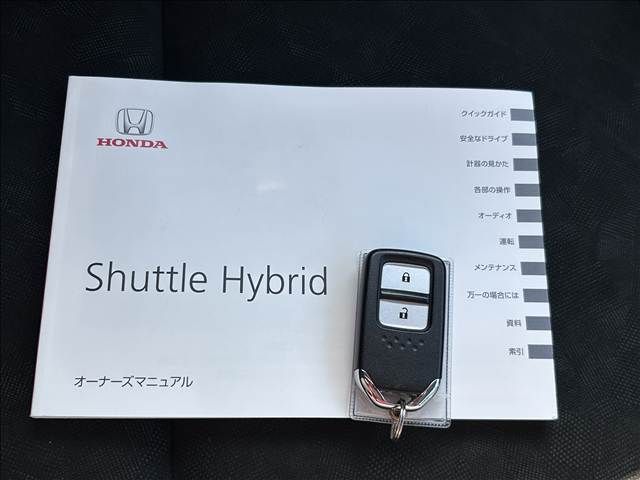 HONDA
Shuttle Hybrid
オーナーズマニュアル
クイックガイド
安全なドライブ
計器の見かた
各部の操作
オーディオ
運転
メンテナンス
万一の場合には
資料
索引